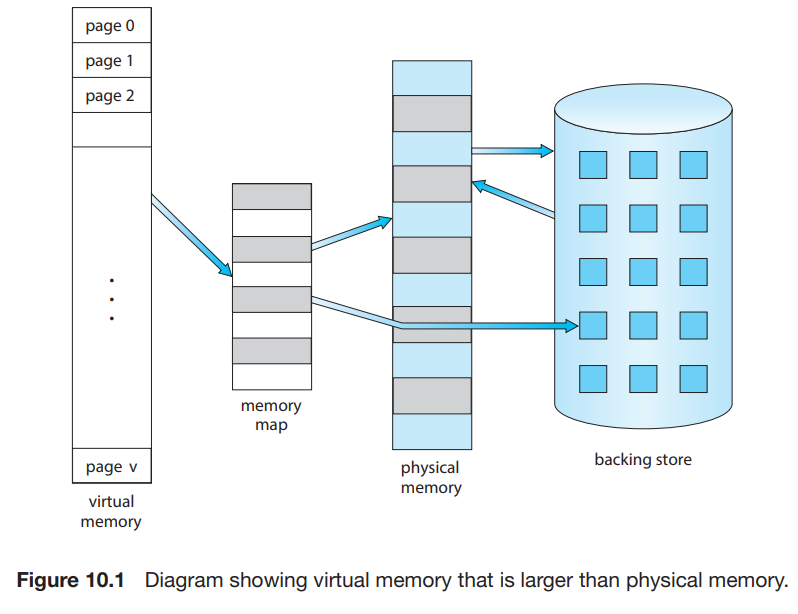 page 0
page 1
page 2
page v
virtual
memory
memory
map
physical
memory
backing store
Figure 10.1 Diagram showing virtual memory that is larger than physical memory.